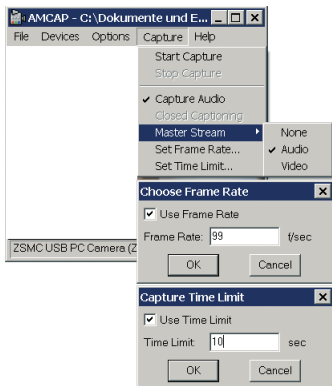 AMCAP - C:\Dokumente und E...
File Devices Options Capture Help
Start Capture
Stop Capture
Capture Audio
Closed Captioning
Master Stream
None
Set Frame Rate...
Audio
Set Time Limit...
Video
Choose Frame Rate
Use Frame Rate
Frame Rate: 99 f/sec
ZSMC USB PC Camera (Z
OK Cancel
Capture Time Limit
Use Time Limit
Time Limit: 10 sec
OK Cancel